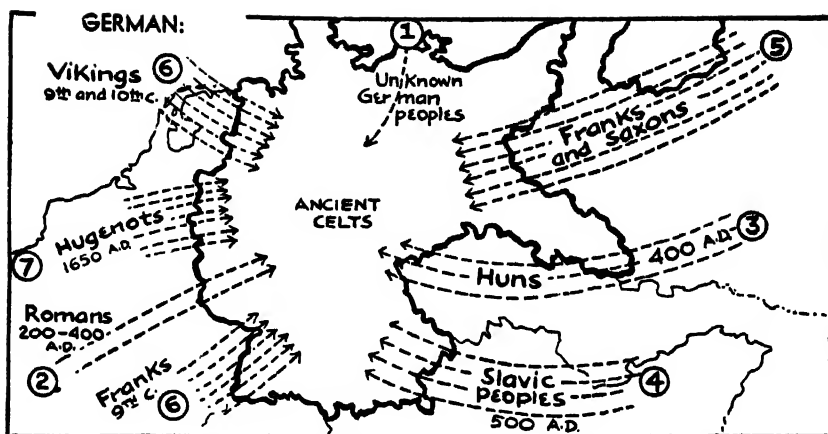 GERMAN:
1
Unknown
German
peoples
5
Franks
and Saxons
Vikings
6
9th and 10th C.
ANCIENT
CELTS
Hugenots
1650 A.D.
7
3
400 A.D.
Huns
Romans
200-400
A.D.
2
Franks
9TH C.
6
Slavic
PEOPLES
4
500 A.D.